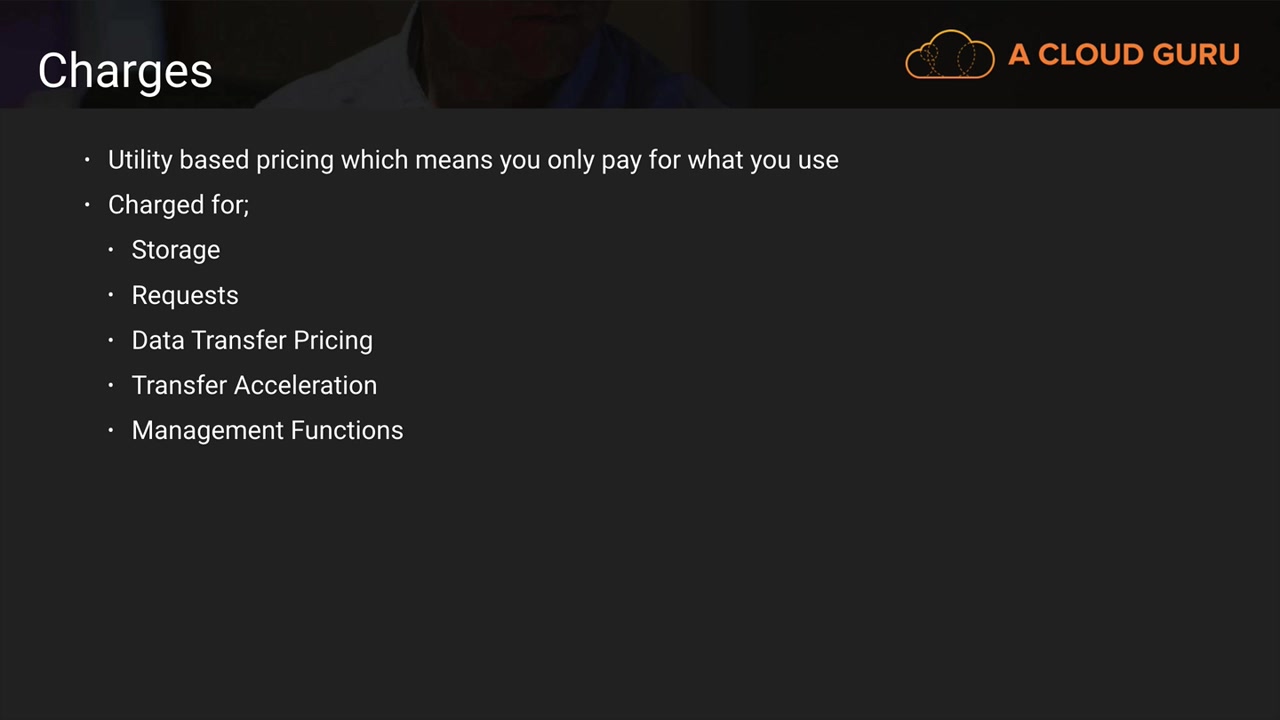 Charges
A CLOUD GURU
· Utility based pricing which means you only pay for what you use
· Charged for;
· Storage
· Requests
· Data Transfer Pricing
· Transfer Acceleration
· Management Functions